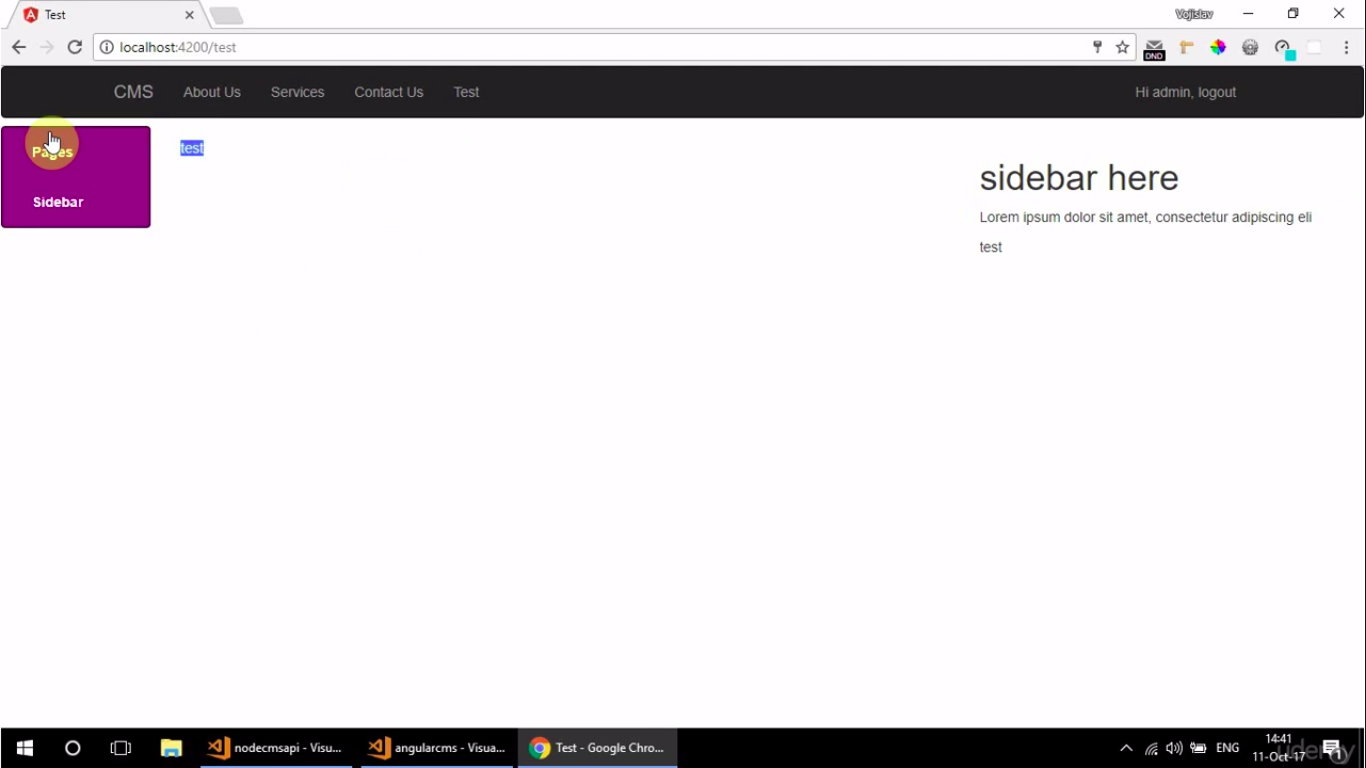 Test
Vojislav
localhost:4200/test
DND
CMS About Us Services Contact Us Test Hi admin, logout
Pages
test
Sidebar
sidebar here
Lorem ipsum dolor sit amet, consectetur adipiscing eli
test
nodecmsapi - Visu...
angularcms - Visua...
Test - Google Chro...
ENG
14:41
11-Oct-17
1
udemy